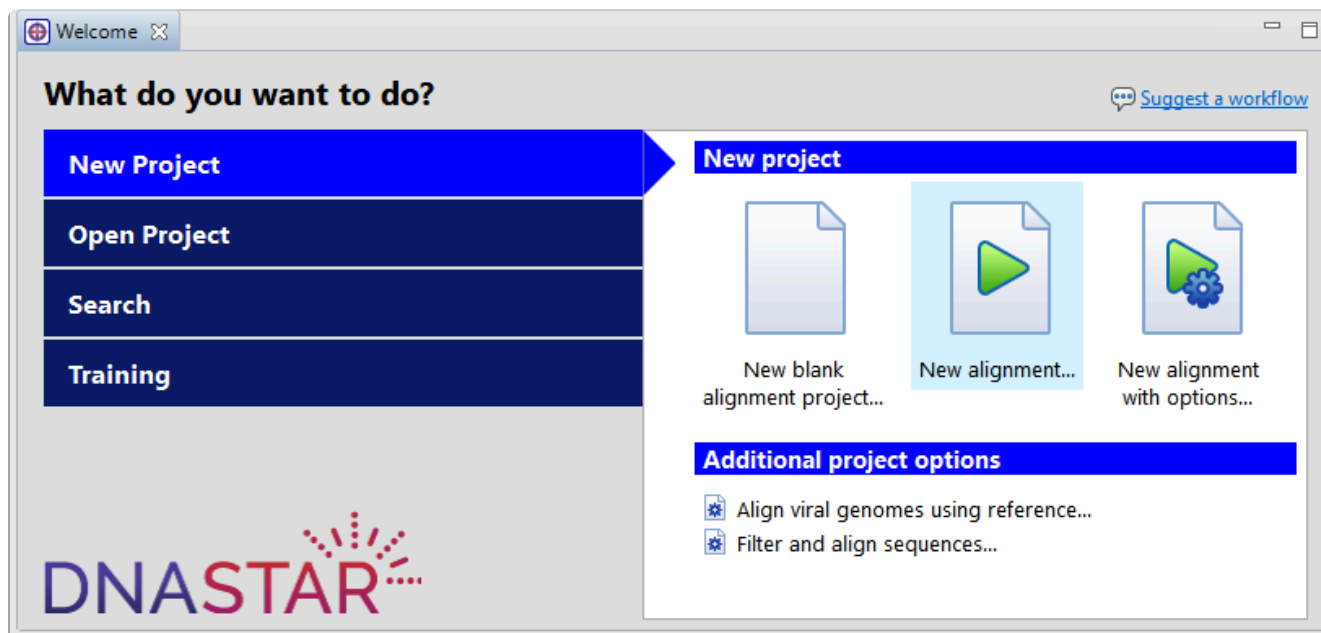 Welcome
What do you want to do?
Suggest a workflow
New Project
Open Project
Search
Training
New project
New blank
alignment project...
New alignment...
New alignment
with options...
Additional project options
Align viral genomes using reference...
Filter and align sequences...
DNASTAR